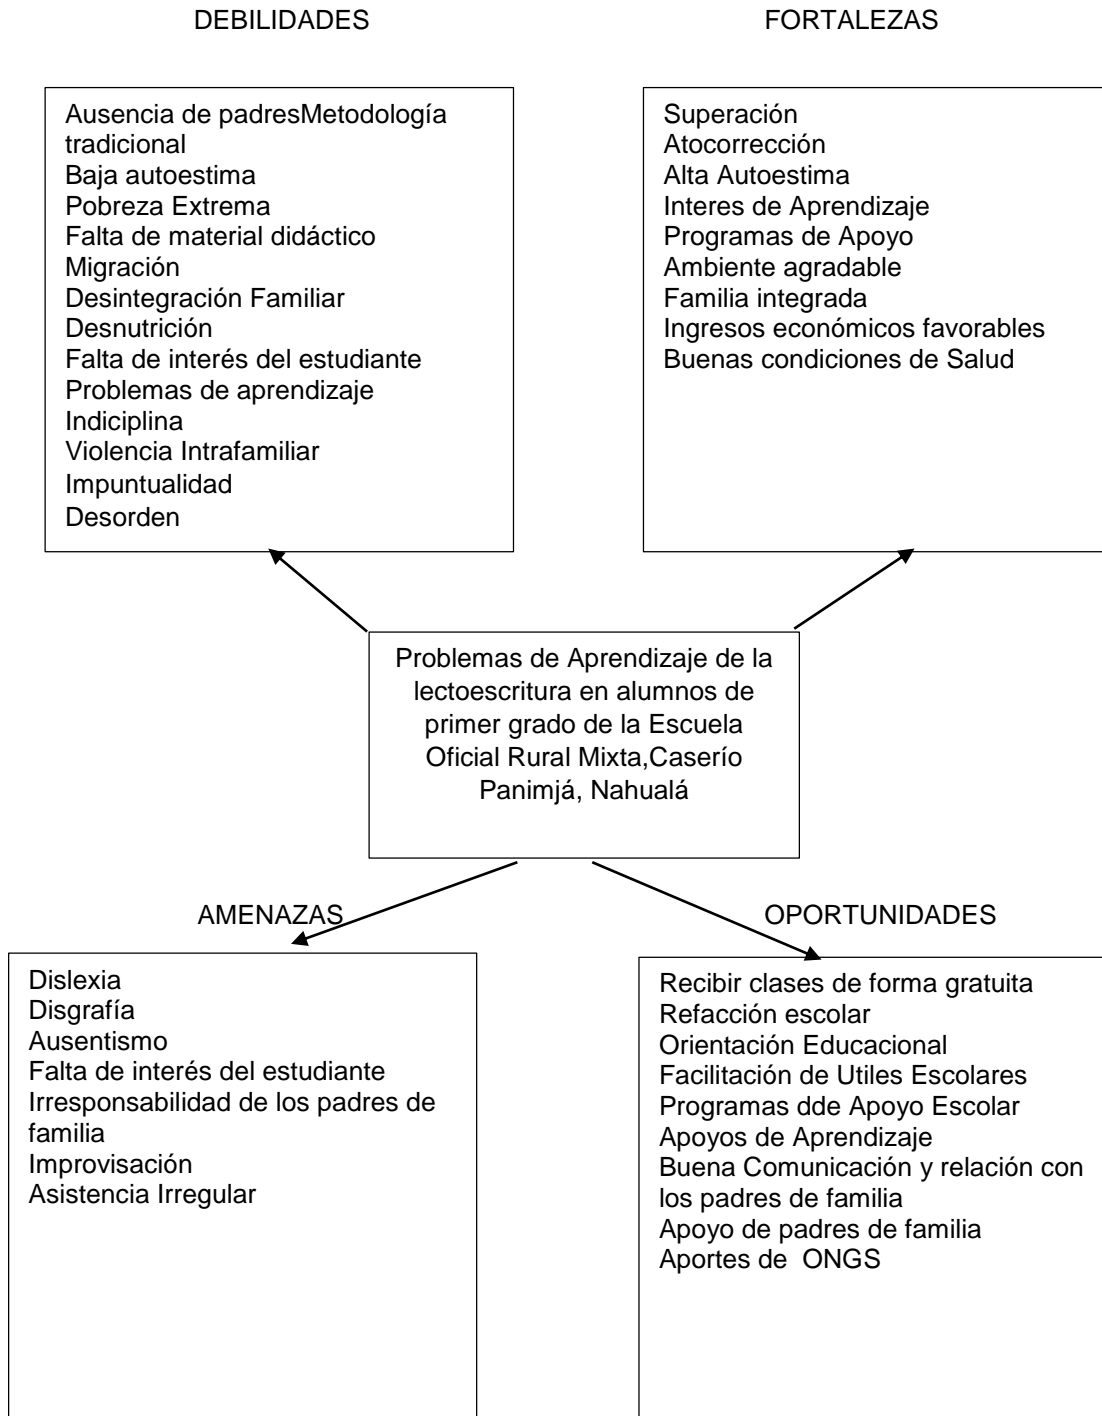 DEBILIDADES
FORTALEZAS
Ausencia de padresMetodología
tradicional
Baja autoestima
Pobreza Extrema
Falta de material didáctico
Migración
Desintegración Familiar
Desnutrición
Falta de interés del estudiante
Problemas de aprendizaje
Indiciplina
Violencia Intrafamiliar
Impuntualidad
Desorden
Superación
Atocorrección
Alta Autoestima
Interes de Aprendizaje
Programas de Apoyo
Ambiente agradable
Familia integrada
Ingresos económicos favorables
Buenas condiciones de Salud
Problemas de Aprendizaje de la
lectoescritura en alumnos de
primer grado de la Escuela
Oficial Rural Mixta,Caserío
Panimjá, Nahualá
AMENAZAS
OPORTUNIDADES
Dislexia
Disgrafía
Ausentismo
Falta de interés del estudiante
Irresponsabilidad de los padres de
familia
Improvisación
Asistencia Irregular
Recibir clases de forma gratuita
Refacción escolar
Orientación Educacional
Facilitación de Utiles Escolares
Programas dde Apoyo Escolar
Apoyos de Aprendizaje
Buena Comunicación y relación con
los padres de familia
Apoyo de padres de familia
Aportes de  ONGS